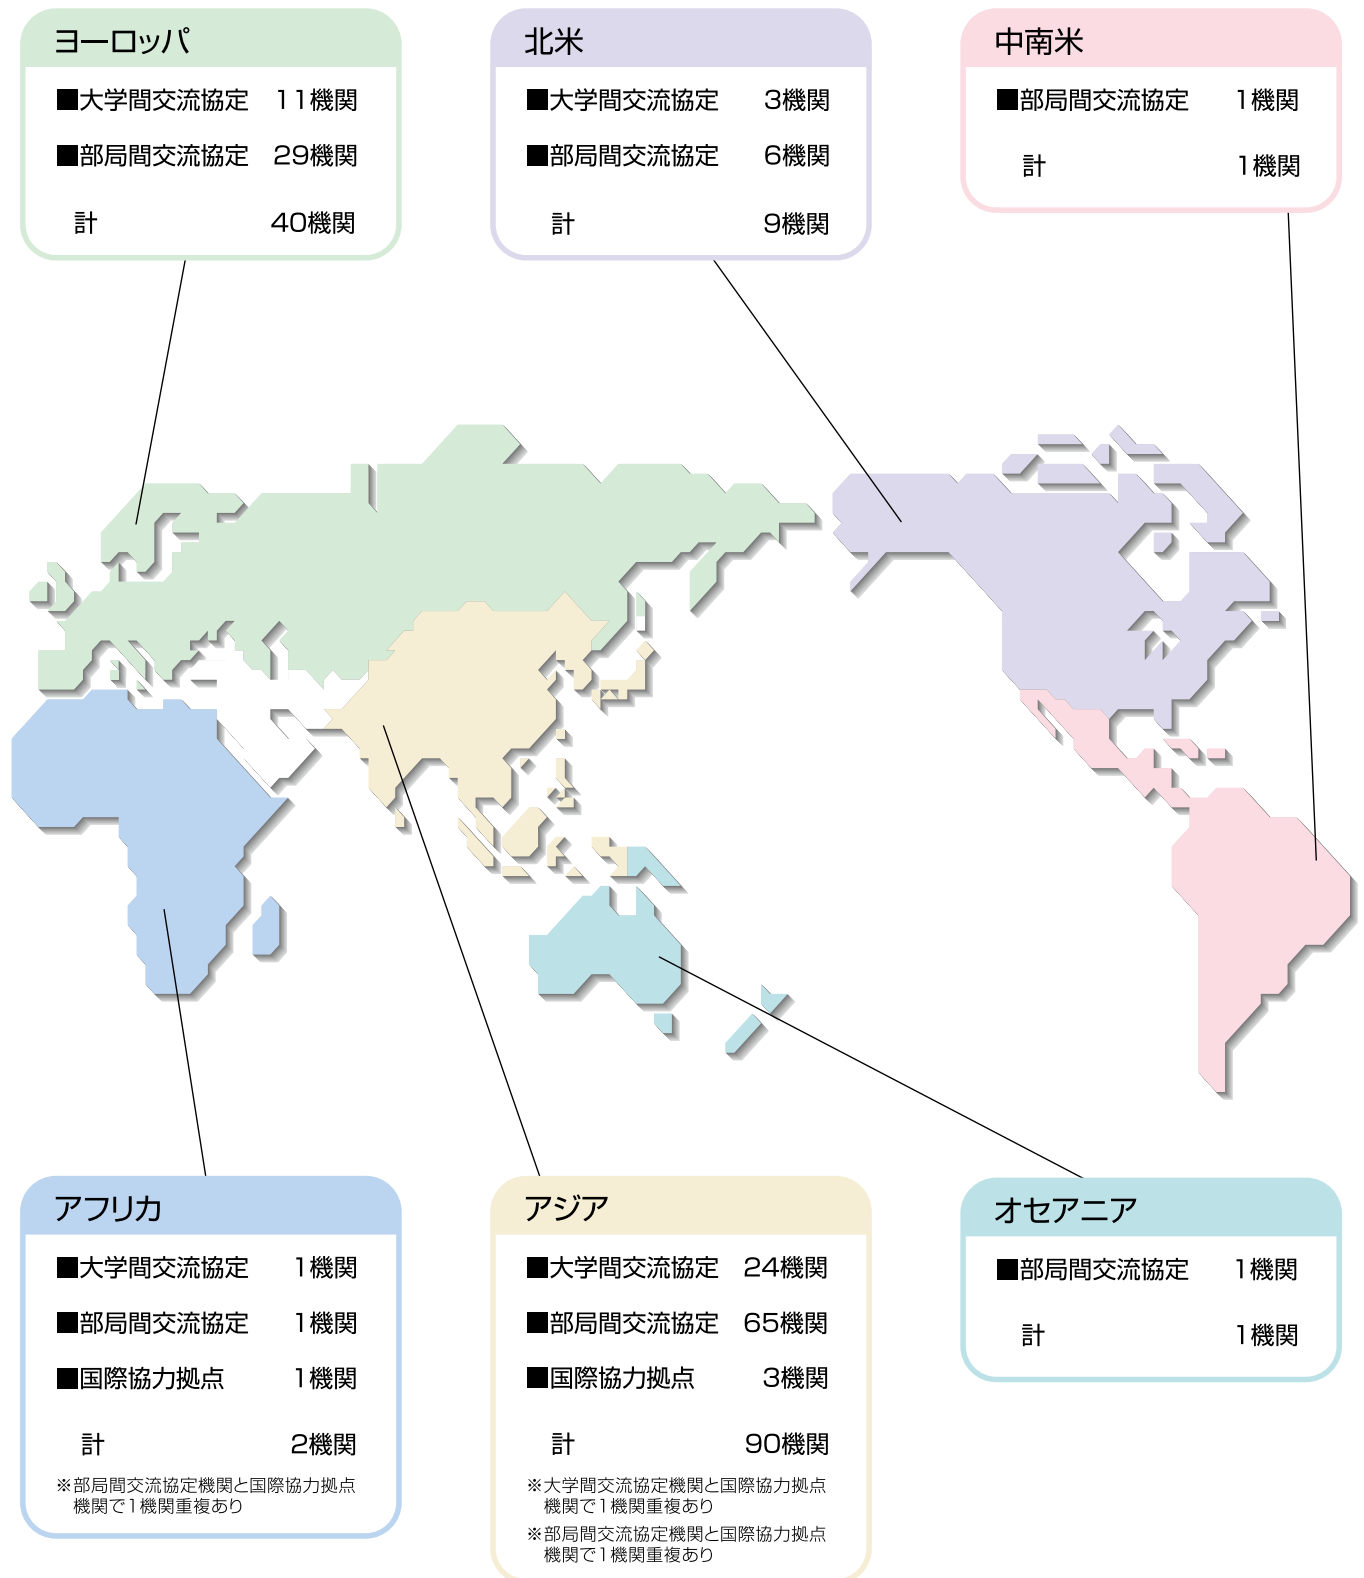 ヨーロッパ
■大学間交流協定 11機関
■部局間交流協定 29機関
計 40機関
北米
■大学間交流協定 3機関
■部局間交流協定 6機関
計 9機関
中南米
■部局間交流協定 1機関
計 1機関
アフリカ
■大学間交流協定 1機関
■部局間交流協定 1機関
■国際協力拠点 1機関
計 2機関
※部局間交流協定機関と国際協力拠点
機関で1機関重複あり
アジア
■大学間交流協定 24機関
■部局間交流協定 65機関
■国際協力拠点 3機関
計 90機関
※大学間交流協定機関と国際協力拠点
機関で1機関重複あり
※部局間交流協定機関と国際協力拠点
機関で1機関重複あり
オセアニア
■部局間交流協定 1機関
計 1機関